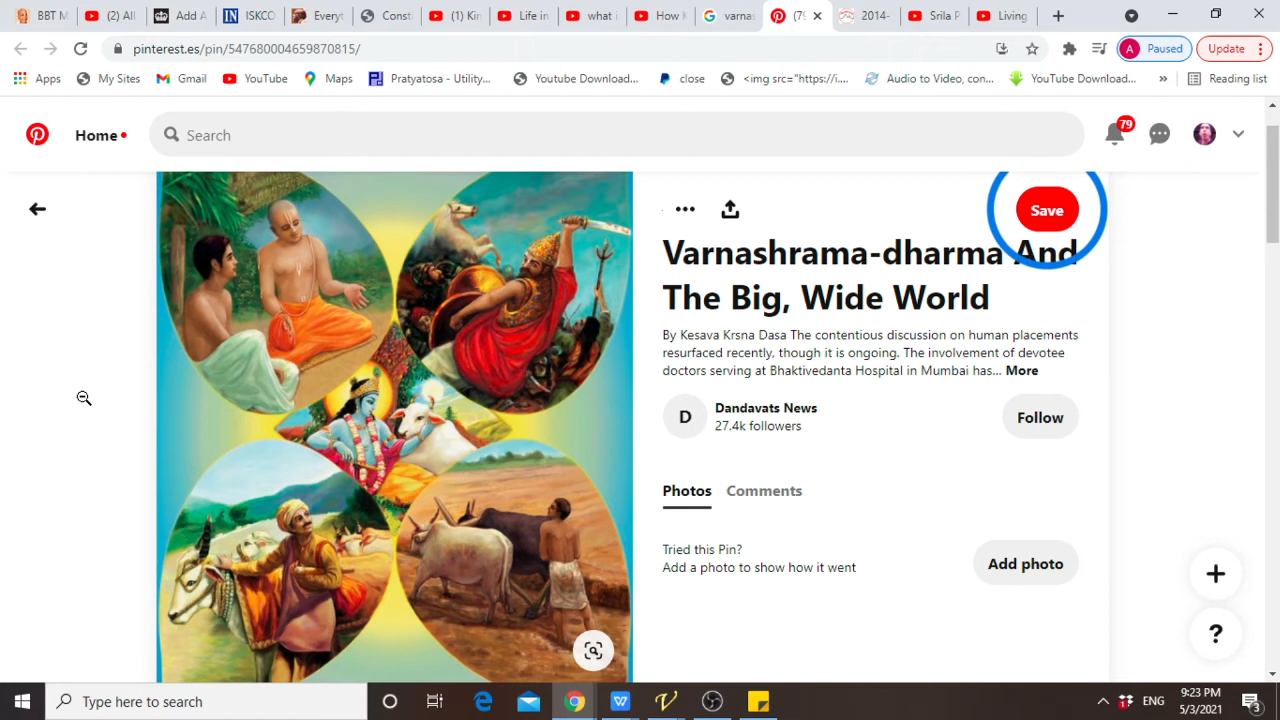 BBT M
(2) All
Add A
ISKCO
Everyt
Const
(1) Kir
Life in
what i
How
varna
(79
2014-
Srila P
Living
pinterest.es/pin/547680004659870815/
A Paused
Update
Apps
My Sites
Gmail
YouTube
Maps
Pratyatosa - Utility...
Youtube Download...
close
<img src="https://i....
Audio to Video, con...
YouTube Download...
»
Reading list
Home
Search
79
Save
Varnashrama-dharma And
The Big, Wide World
By Kesava Krsna Dasa The contentious discussion on human placements
resurfaced recently, though it is ongoing. The involvement of devotee
doctors serving at Bhaktivedanta Hospital in Mumbai has... More
D
Dandavats News
27.4k followers
Follow
Photos
Comments
Tried this Pin?
Add a photo to show how it went
Add photo
+
?
Type here to search
ENG
9:23 PM
5/3/2021
3